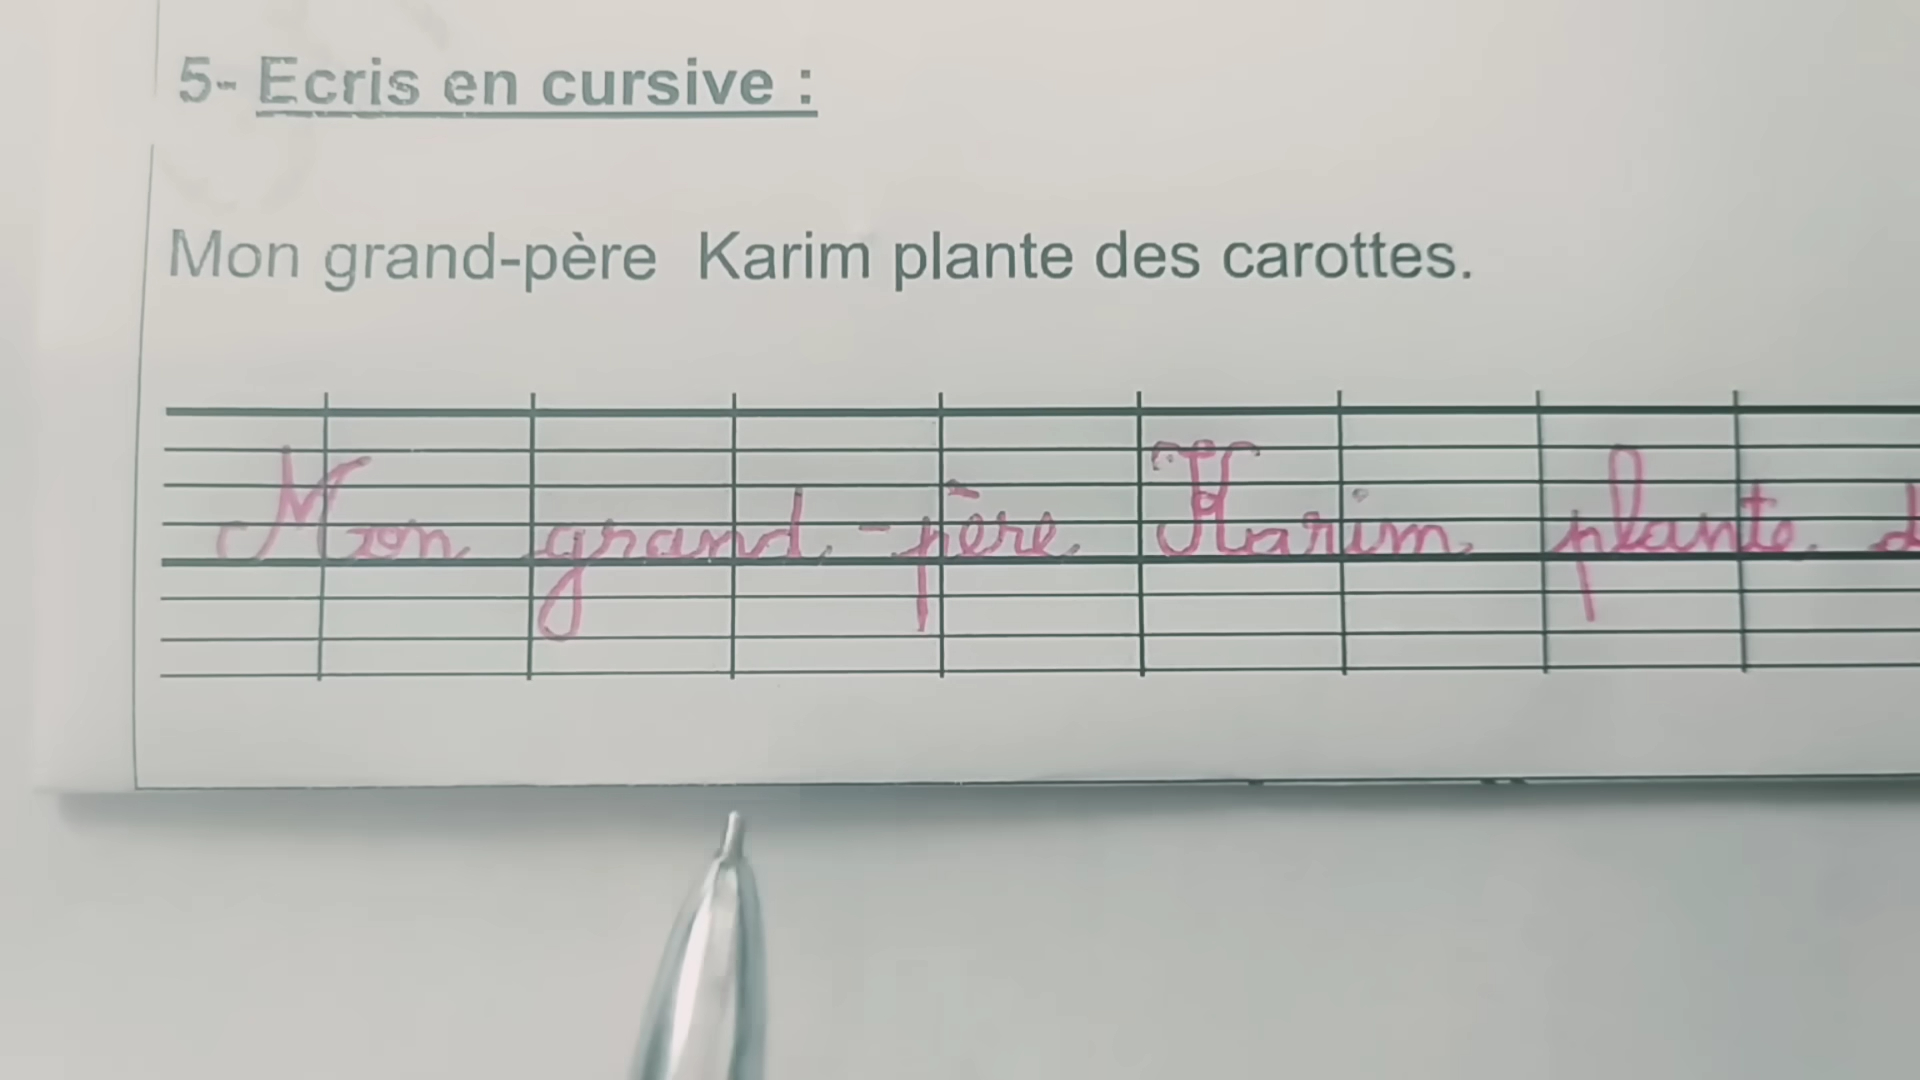 5- Ecris en cursive :
Mon grand-père Karim plante des carottes.
Mon grand-père Karim plante d